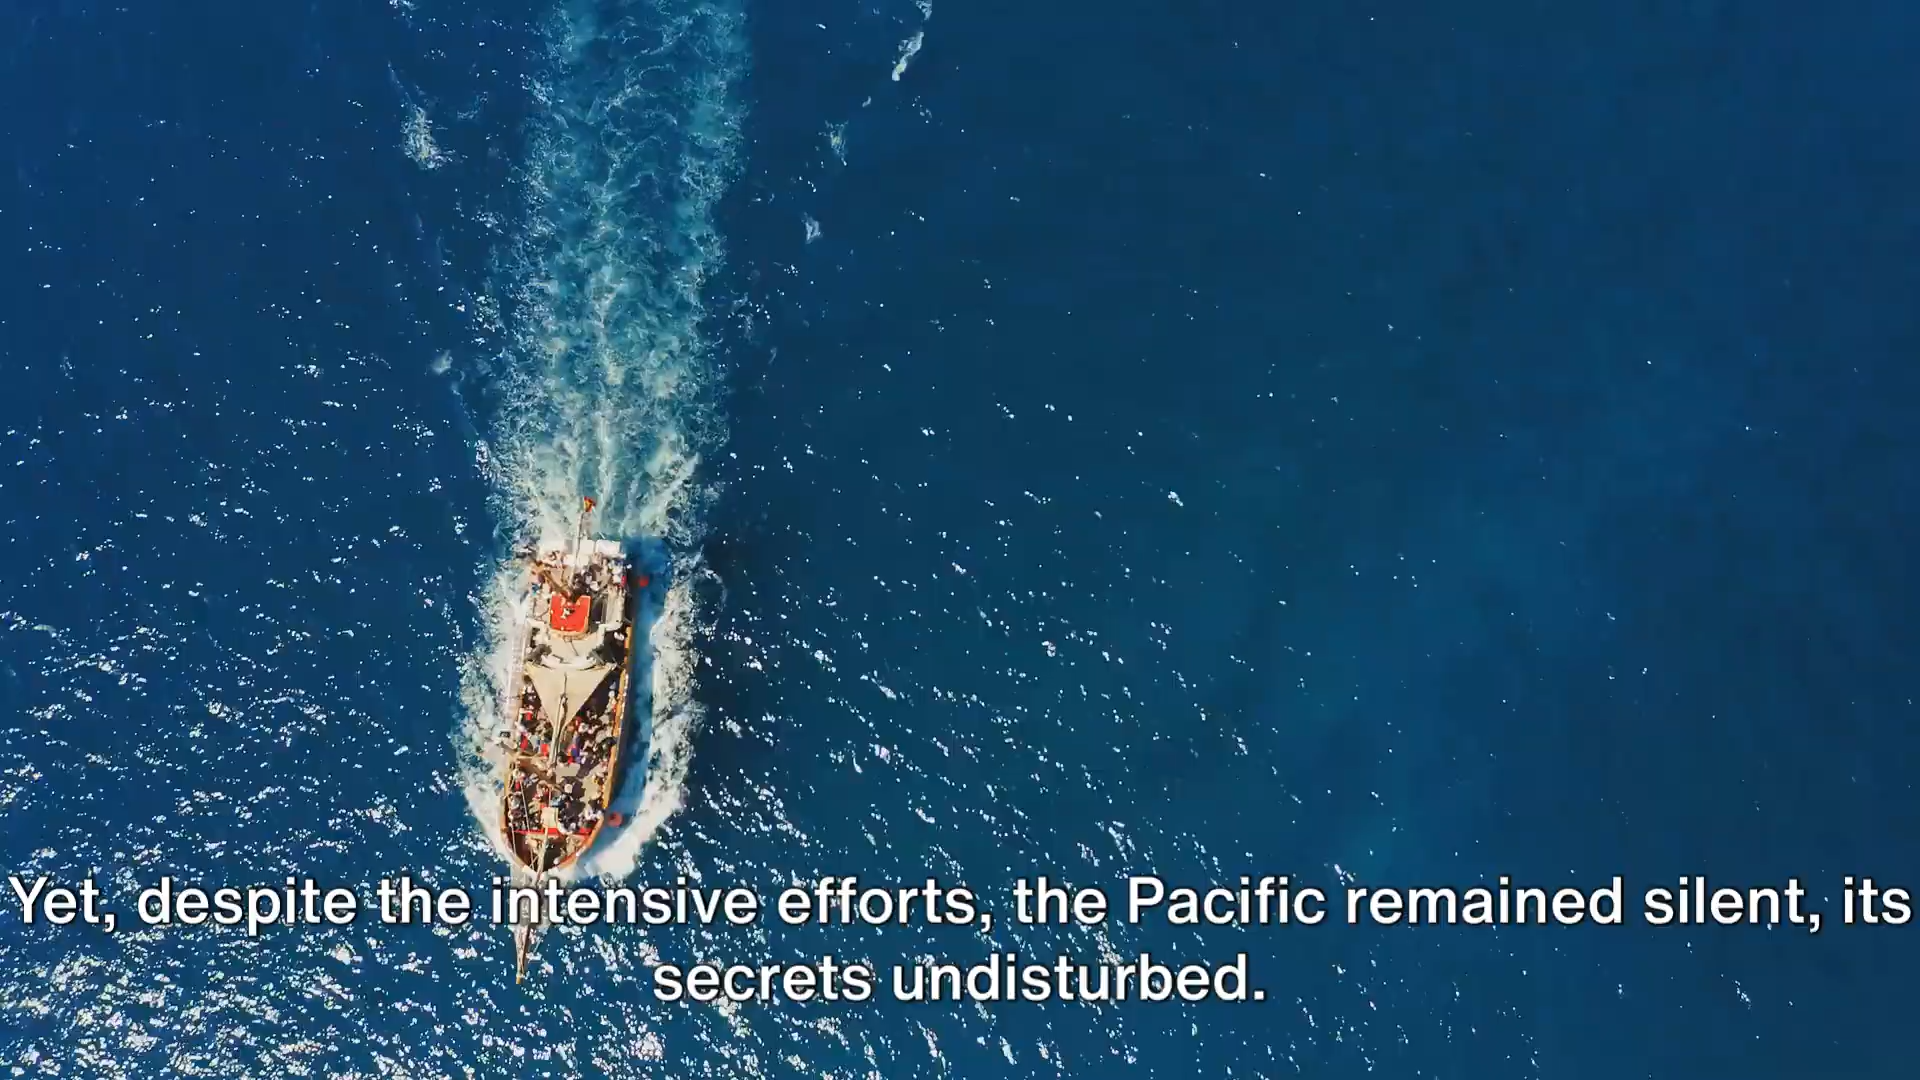 Yet, despite the intensive efforts, the Pacific remained silent, its
secrets undisturbed.